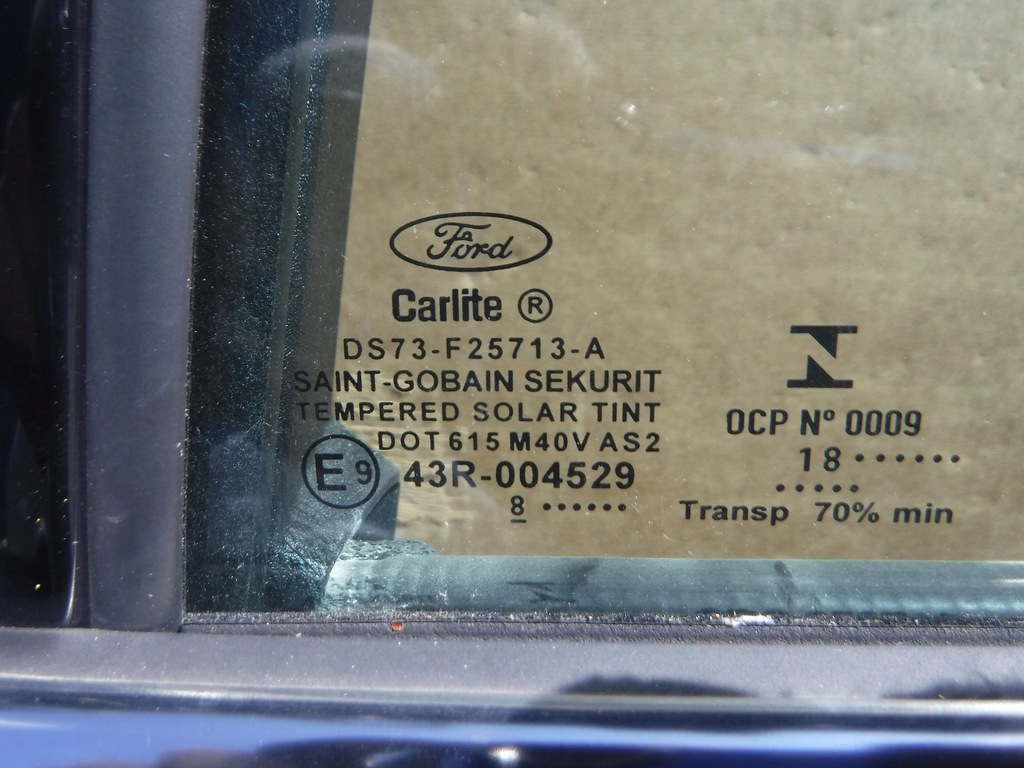 Ford
Carlite ®
DS73-F25713-A
SAINT-GOBAIN SEKURIT
TEMPERED SOLAR TINT
DOT 615 M40V AS2
E9 43R-004529
8 ······
OCP Nº 0009
18 ······
·····
Transp 70% min